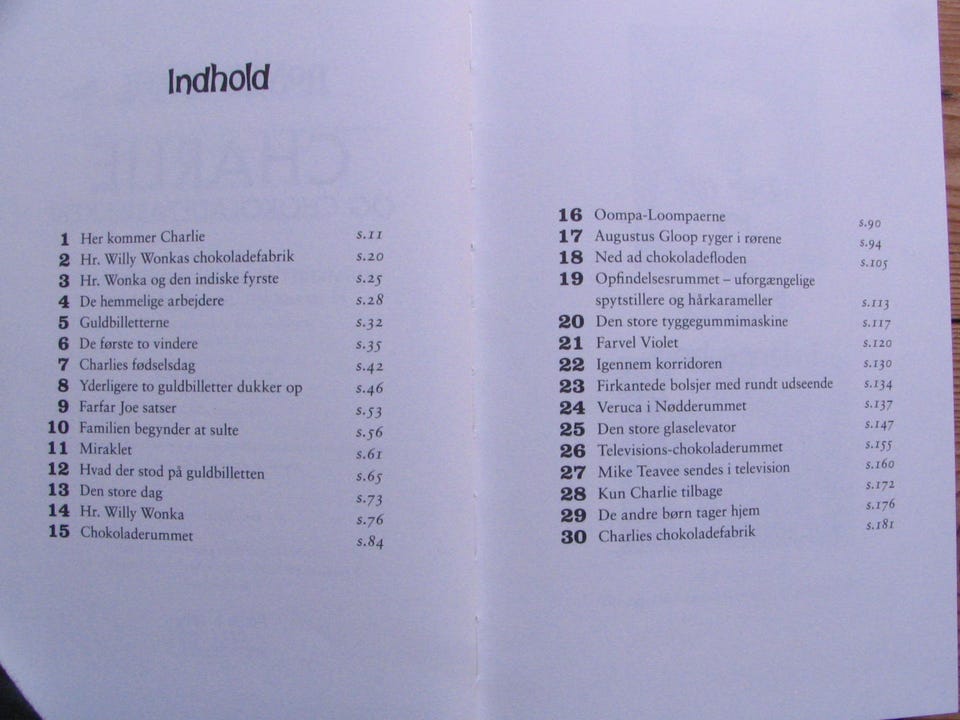 Indhold
1 Her kommer Charlie s.11
2 Hr. Willy Wonkas chokoladefabrik s.20
3 Hr. Wonka og den indiske fyrste s.25
4 De hemmelige arbejdere s.28
5 Guldbilletterne s.32
6 De første to vindere s.35
7 Charlies fødselsdag s.42
8 Yderligere to guldbilletter dukker op s.46
9 Farfar Joe satser s.53
10 Familien begynder at sulte s.56
11 Miraklet s.61
12 Hvad der stod på guldbilletten s.65
13 Den store dag s.73
14 Hr. Willy Wonka s.76
15 Chokoladerummet s.84
16 Oompa-Loompaerne s.90
17 Augustus Gloop ryger i rørene s.94
18 Ned ad chokoladefloden s.105
19 Opfindelsesrummet – uforgængelige
spytstillere og hårkarameller s.113
20 Den store tyggegummimaskine s.117
21 Farvel Violet s.120
22 Igennem korridoren s.130
23 Firkantede bolsjer med rundt udseende s.134
24 Veruca i Nødderummet s.137
25 Den store glaselevator s.147
26 Televisions-chokoladerummet s.155
27 Mike Teavee sendes i television s.160
28 Kun Charlie tilbage s.172
29 De andre børn tager hjem s.176
30 Charlies chokoladefabrik s.181
CHARLIE
OG CHOKOLADEFABRIKKEN